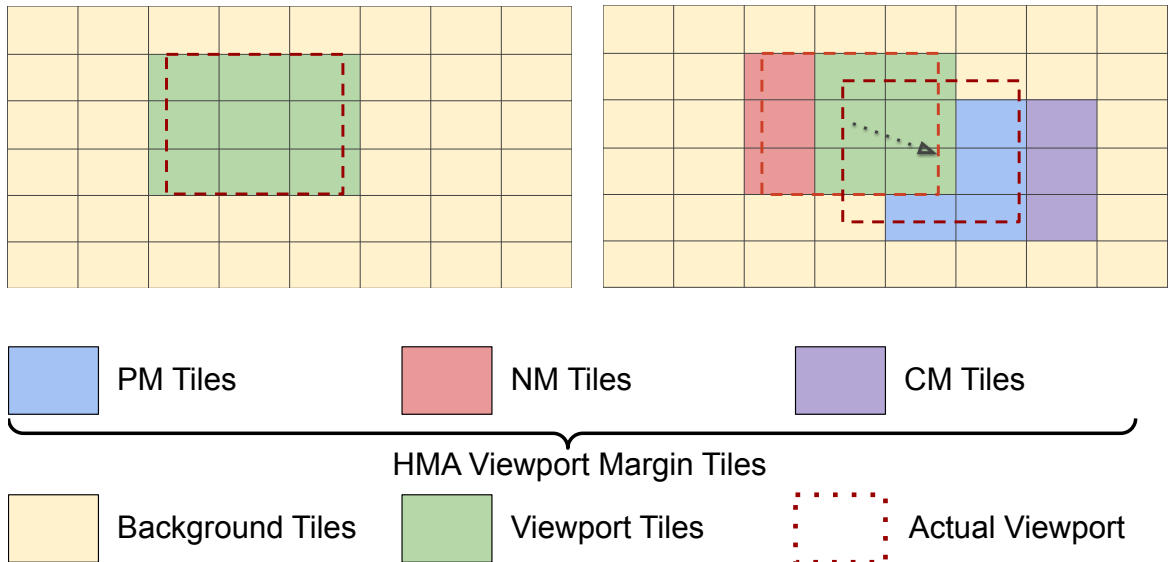 PM Tiles
NM Tiles
CM Tiles
HMA Viewport Margin Tiles
Background Tiles
Viewport Tiles
Actual Viewport